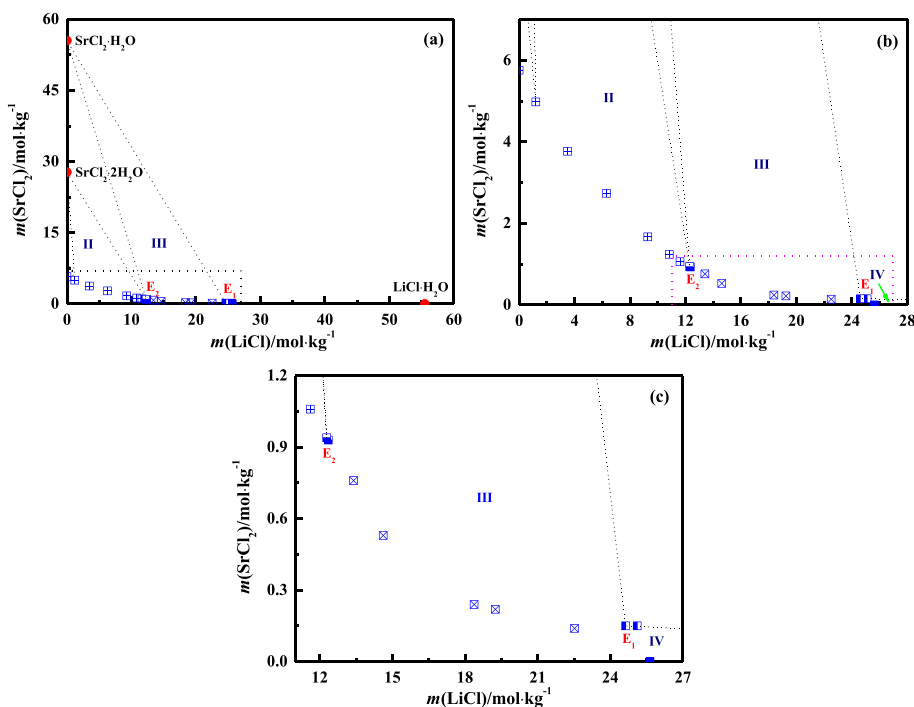 (a)
60
45
30
15
0
m(SrCl₂)/mol·kg⁻¹
SrCl₂·H₂O
SrCl₂·2H₂O
II
III
E₂
E₁
LiCl·H₂O
0 10 20 30 40 50 60
m(LiCl)/mol·kg⁻¹
(b)
6
4
2
0
m(SrCl₂)/mol·kg⁻¹
II
III
IV
E₂
E₁
0 4 8 12 16 20 24 28
m(LiCl)/mol·kg⁻¹
(c)
1.2
0.9
0.6
0.3
0.0
m(SrCl₂)/mol·kg⁻¹
E₂
III
E₁
IV
12 15 18 21 24 27
m(LiCl)/mol·kg⁻¹